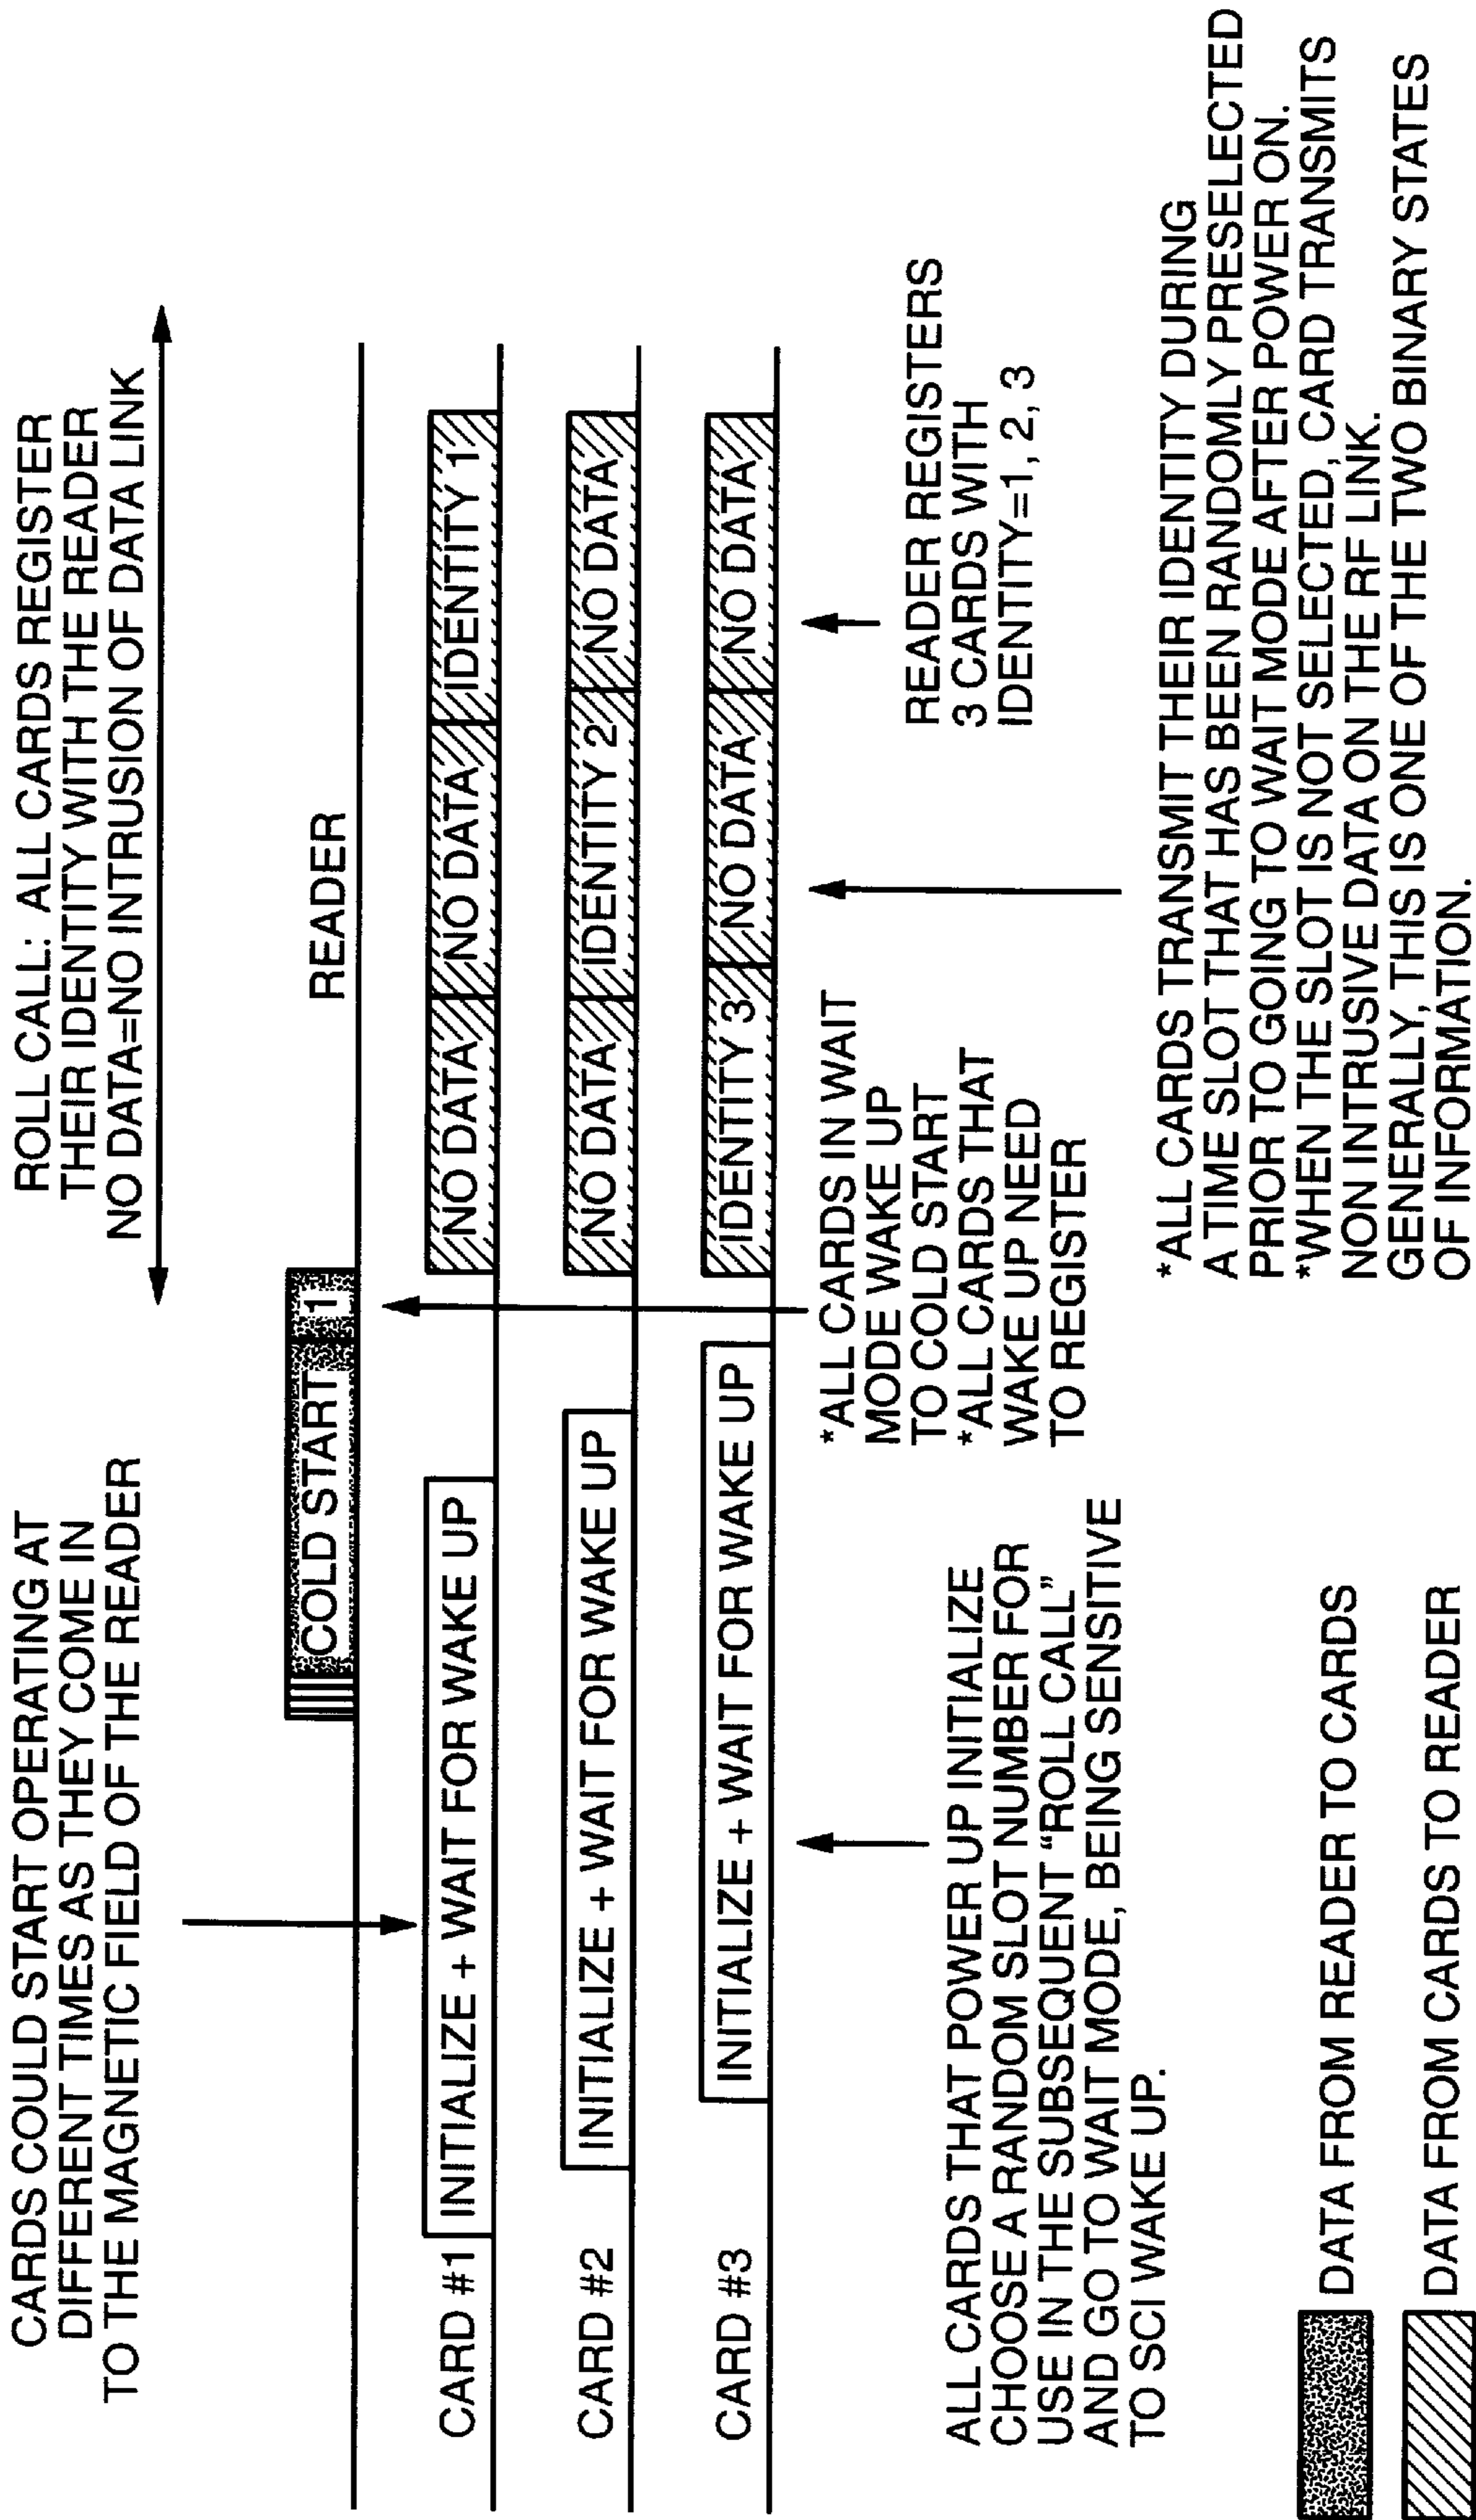 CARDS COULD START OPERATING AT
DIFFERENT TIMES AS THEY COME IN
TO THE MAGNETIC FIELD OF THE READER
ROLL CALL: ALL CARDS REGISTER
THEIR IDENTITY WITH THE READER
NO DATA=NO INTRUSION OF DATA LINK
COLD START 1
READER
CARD #1 INITIALIZE + WAIT FOR WAKE UP NO DATA NO DATA IDENTITY 1
CARD #2 INITIALIZE + WAIT FOR WAKE UP NO DATA IDENTITY 2 NO DATA
CARD #3 INITIALIZE + WAIT FOR WAKE UP IDENTITY 3 NO DATA NO DATA
ALL CARDS THAT POWER UP INITIALIZE
CHOOSE A RANDOM SLOT NUMBER FOR
USE IN THE SUBSEQUENT “ROLL CALL”
AND GO TO WAIT MODE, BEING SENSITIVE
TO SCI WAKE UP.
*ALL CARDS IN WAIT
MODE WAKE UP
TO COLD START
*ALL CARDS THAT
WAKE UP NEED
TO REGISTER
READER REGISTERS
3 CARDS WITH
IDENTITY=1, 2, 3
*ALL CARDS TRANSMIT THEIR IDENTITY DURING
A TIME SLOT THAT HAS BEEN RANDOMLY PRESELECTED
PRIOR TO GOING TO WAIT MODE AFTER POWER ON.
*WHEN THE SLOT IS NOT SELECTED, CARD TRANSMITS
NON INTRUSIVE DATA ON THE RF LINK.
GENERALLY, THIS IS ONE OF THE TWO BINARY STATES
OF INFORMATION.
DATA FROM READER TO CARDS
DATA FROM CARDS TO READER